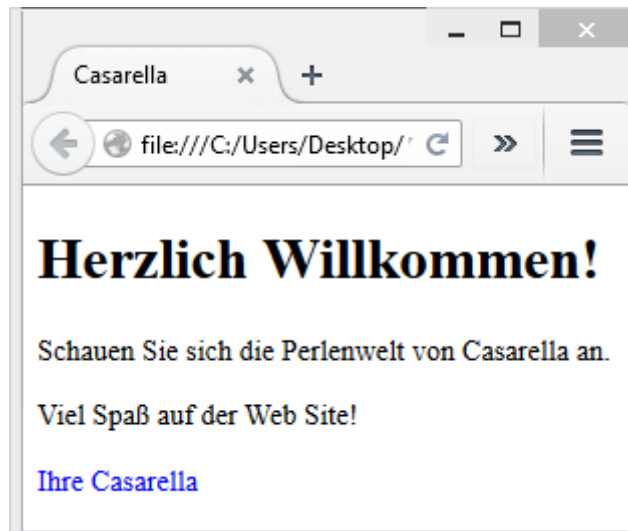 Casarella
file:///C:/Users/Desktop/
Herzlich Willkommen!
Schauen Sie sich die Perlenwelt von Casarella an.
Viel Spaß auf der Web Site!
Ihre Casarella